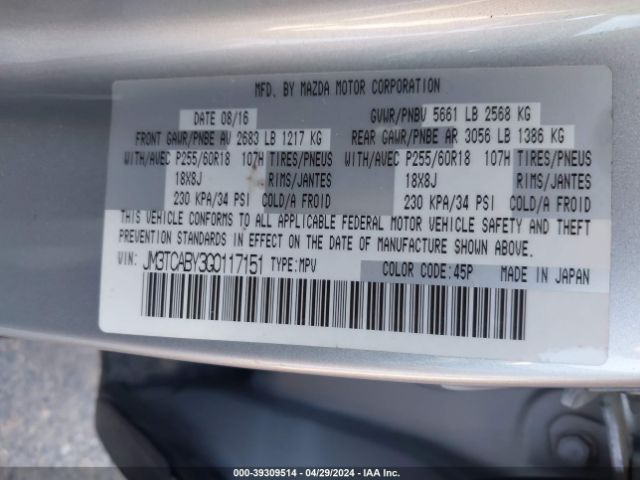 MFD. BY MAZDA MOTOR CORPORATION
DATE 08/16 GVWR/PNBV 5661 LB 2568 KG
FRONT GAWR/PNBE AV 2683 LB 1217 KG REAR GAWR/PNBE AR 3056 LB 1386 KG
WITH/AVEC P255/60R18 107H TIRES/PNEUS WITH/AVEC P255/60R18 107H TIRES/PNEUS
18X8J RIMS/JANTES 18X8J RIMS/JANTES
230 KPA/34 PSI COLD/A FROID 230 KPA/34 PSI COLD/A FROID
THIS VEHICLE CONFORMS TO ALL APPLICABLE FEDERAL MOTOR VEHICLE SAFETY AND THEFT
PREVENTION STANDARDS IN EFFECT ON THE DATE OF MANUFACTURE SHOWN ABOVE.
VIN: JM3TCABY3G0117151 TYPE:MPV COLOR CODE:45P MADE IN JAPAN
000-39309514 - 04/29/2024 - IAA Inc.